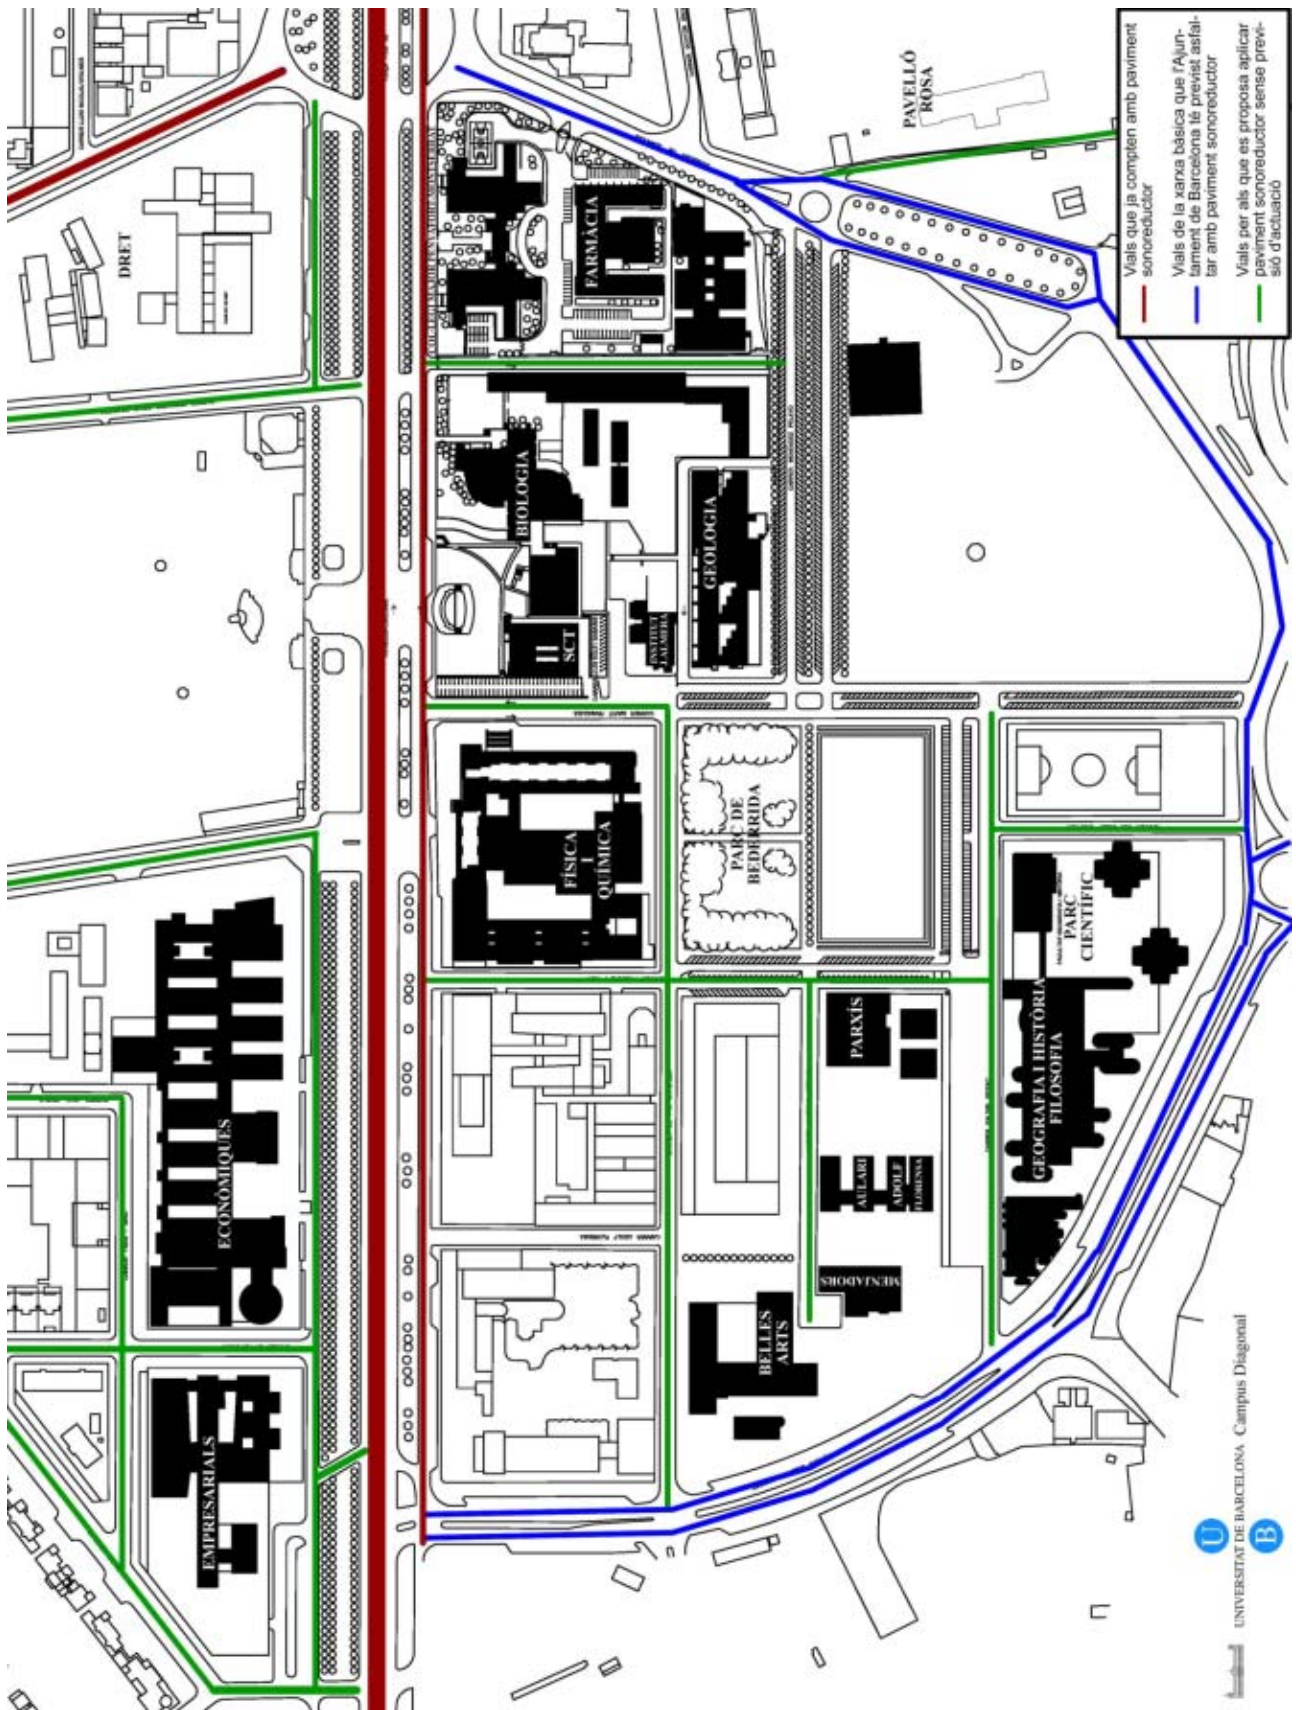 DRET
PAVELLÓ
ROSA
FARMÀCIA
BIOLOGIA
SCT
INSTITUT
J.ALMERA
GEOLOGIA
FÍSICA
I
QUÍMICA
PARC DE
BEDERRIDA
PARC
CIENTÍFIC
GEOGRAFIA I HISTÒRIA
FILOSOFIA
PARXÍS
AULARI
ADOLF
FLORENSA
MENJADORS
BELLES
ARTS
ECONÒMIQUES
EMPRESARIALS
Vials que ja compten amb paviment
sonoreductor
Vials de la xarxa bàsica que l'Ajun-
tament de Barcelona té previst asfal-
tar amb paviment sonoreductor
Vials per als que es proposa aplicar
paviment sonoreductor sense previ-
sió d'actuació
UNIVERSITAT DE BARCELONA
U
B
Campus Diagonal